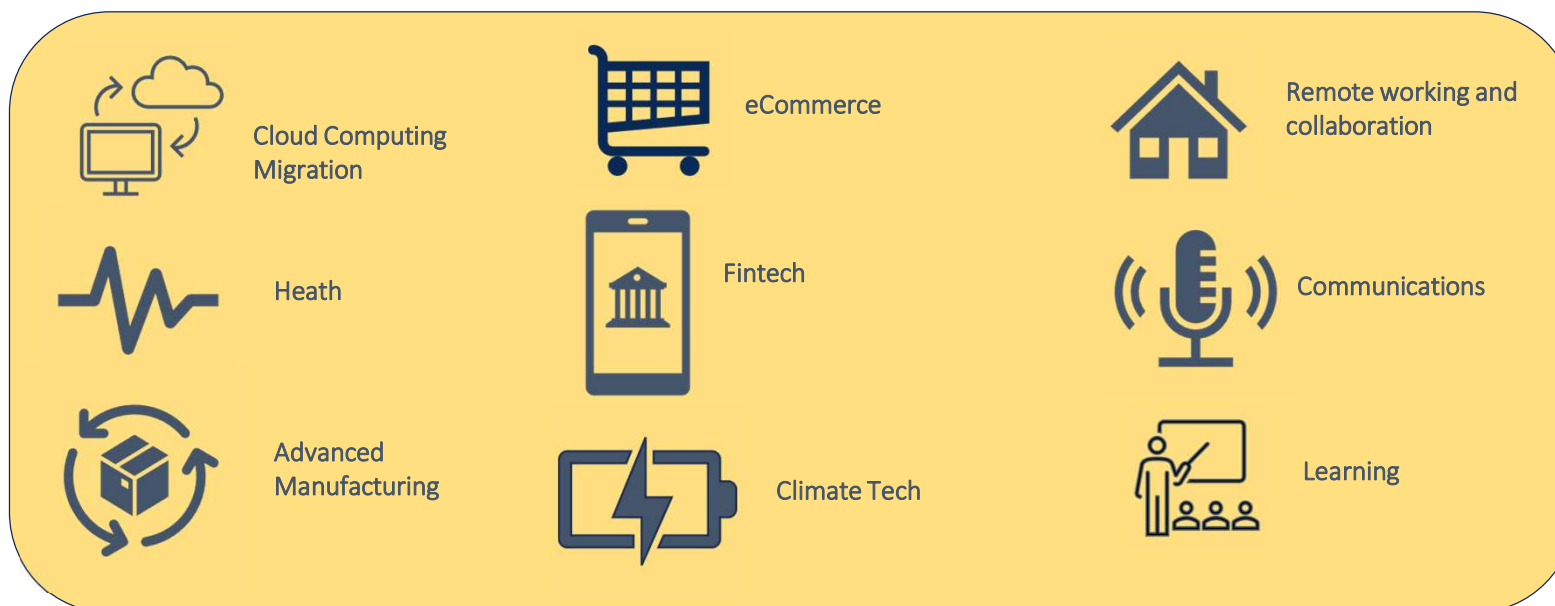 Cloud Computing
Migration
eCommerce
Remote working and
collaboration
Heath
Fintech
Communications
Advanced
Manufacturing
Climate Tech
Learning